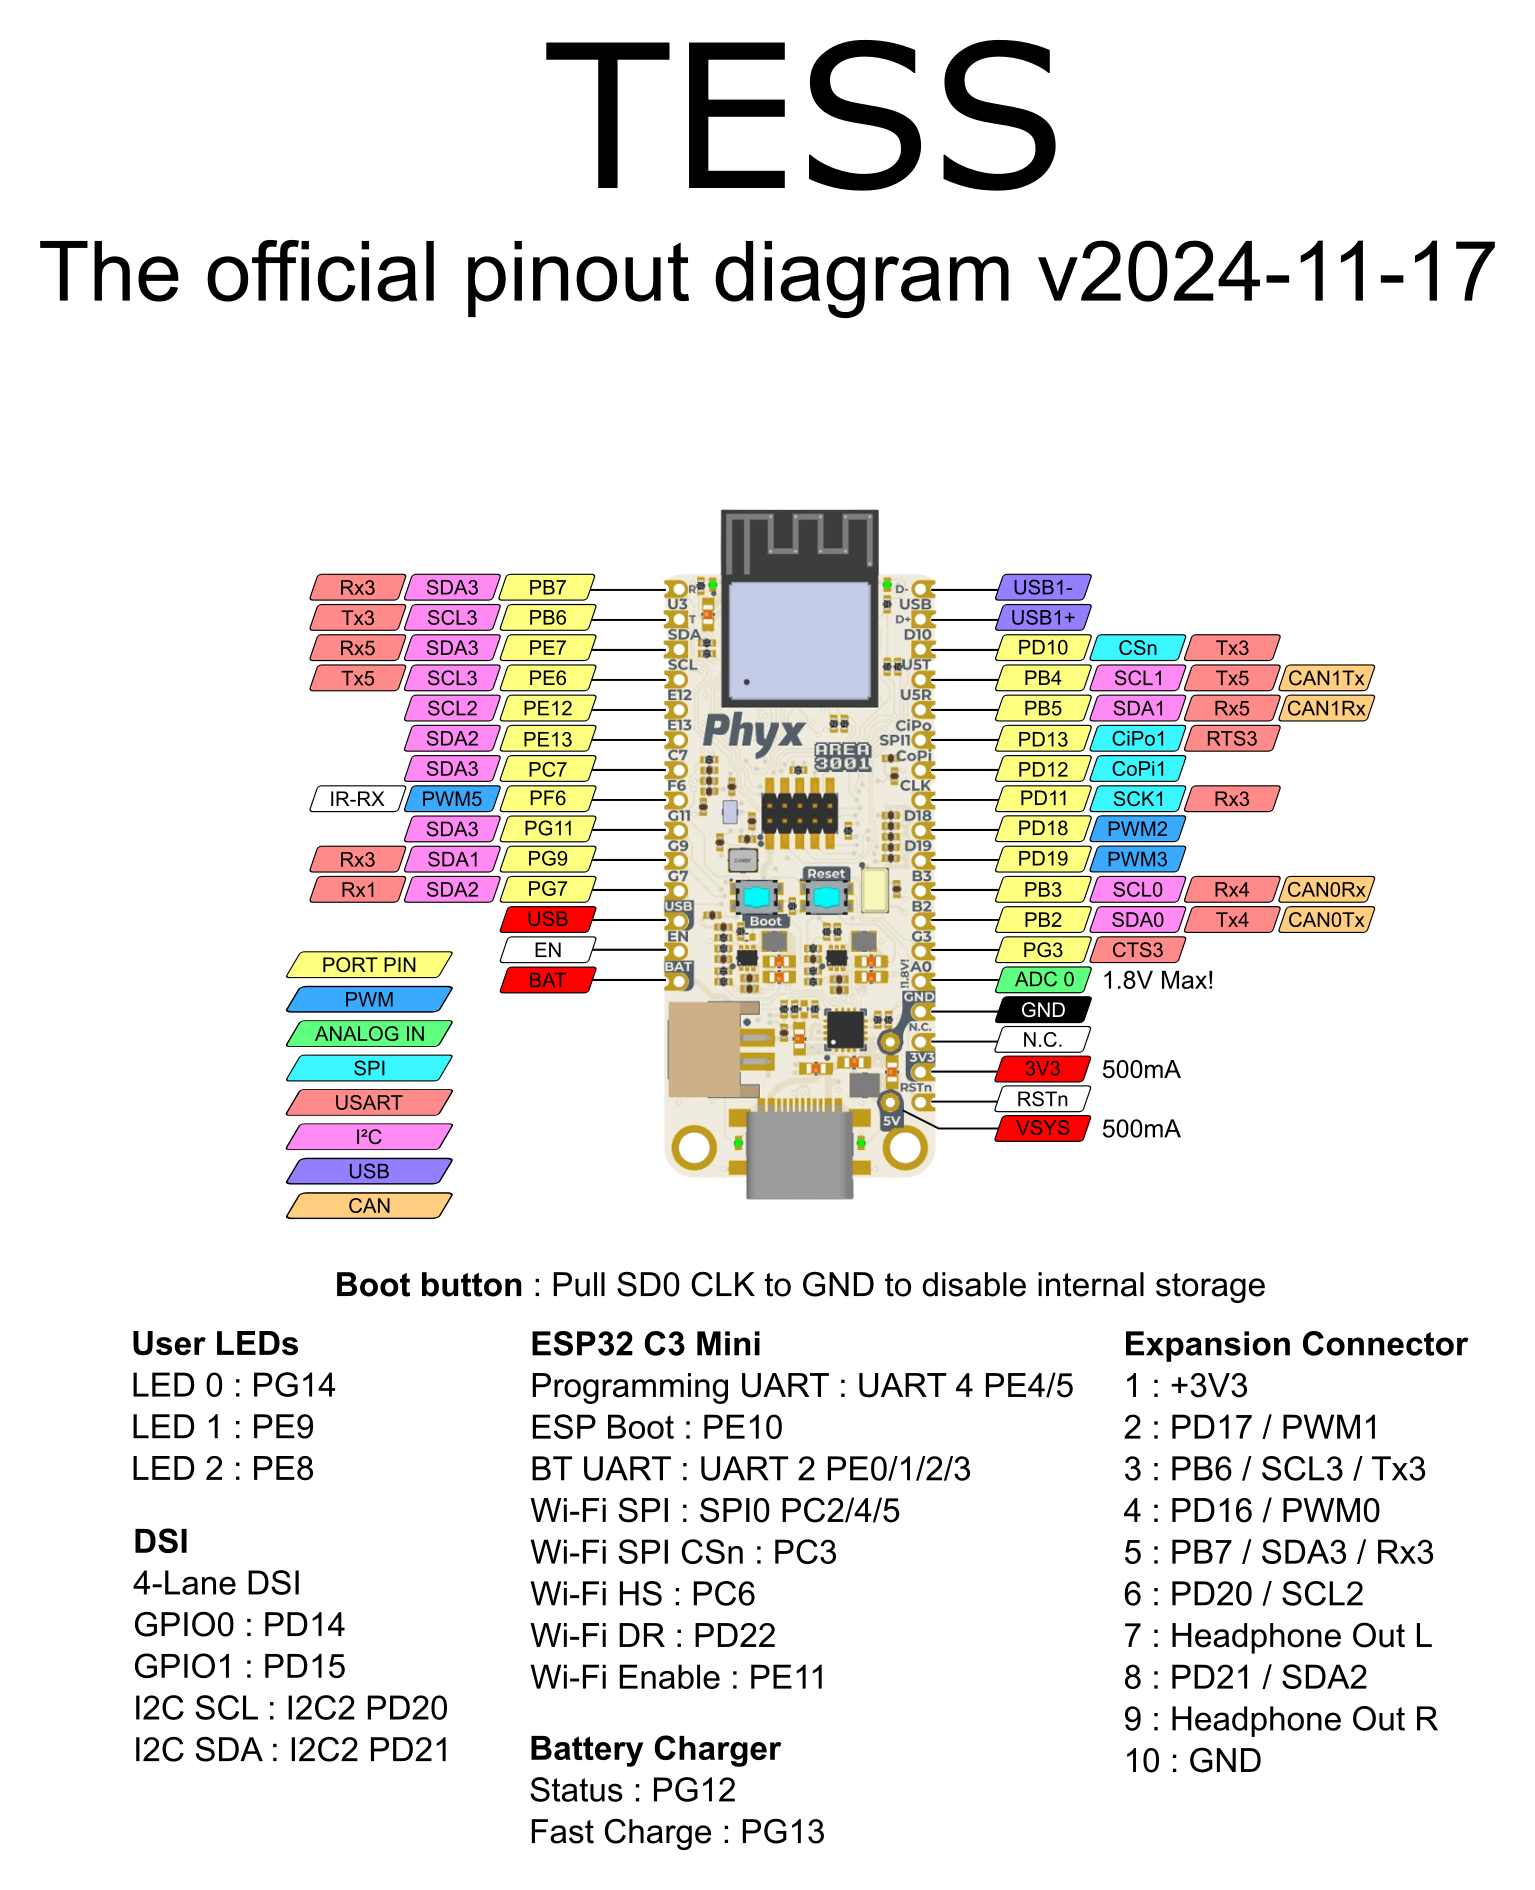 TESS
The official pinout diagram v2024-11-17
Rx3 SDA3 PB7 R D- USB1-
U3 USB
Tx3 SCL3 PB6 T D+ USB1+
SDA D10
Rx5 SDA3 PE7 PD10 CSn Tx3
SCL U5T
Tx5 SCL3 PE6 PB4 SCL1 Tx5 CAN1Tx
E12 U5R
SCL2 PE12 PB5 SDA1 Rx5 CAN1Rx
E13 Phyx CiPo
SDA2 PE13 SPI1 PD13 CiPo1 RTS3
C7 AREA CoPi
3001
SDA3 PC7 PD12 CoPi1
F6 CLK
IR-RX PWM5 PF6 PD11 SCK1 Rx3
G11 D18
SDA3 PG11 PD18 PWM2
G9 D19
Rx3 SDA1 PG9 PD19 PWM3
G7 Reset B3
Rx1 SDA2 PG7 PB3 SCL0 Rx4 CAN0Rx
USB B2
USB Boot PB2 SDA0 Tx4 CAN0Tx
EN G3
EN PG3 CTS3
BAT A0
BAT 1.8V! ADC 0 1.8V Max!
GND
GND
N.C.
N.C.
3V3
3V3 500mA
RSTn
RSTn
5V
VSYS 500mA
PORT PIN
PWM
ANALOG IN
SPI
USART
I²C
USB
CAN
Boot button : Pull SD0 CLK to GND to disable internal storage
User LEDs
LED 0 : PG14
LED 1 : PE9
LED 2 : PE8
DSI
4-Lane DSI
GPIO0 : PD14
GPIO1 : PD15
I2C SCL : I2C2 PD20
I2C SDA : I2C2 PD21
ESP32 C3 Mini
Programming UART : UART 4 PE4/5
ESP Boot : PE10
BT UART : UART 2 PE0/1/2/3
Wi-Fi SPI : SPI0 PC2/4/5
Wi-Fi SPI CSn : PC3
Wi-Fi HS : PC6
Wi-Fi DR : PD22
Wi-Fi Enable : PE11
Battery Charger
Status : PG12
Fast Charge : PG13
Expansion Connector
1 : +3V3
2 : PD17 / PWM1
3 : PB6 / SCL3 / Tx3
4 : PD16 / PWM0
5 : PB7 / SDA3 / Rx3
6 : PD20 / SCL2
7 : Headphone Out L
8 : PD21 / SDA2
9 : Headphone Out R
10 : GND